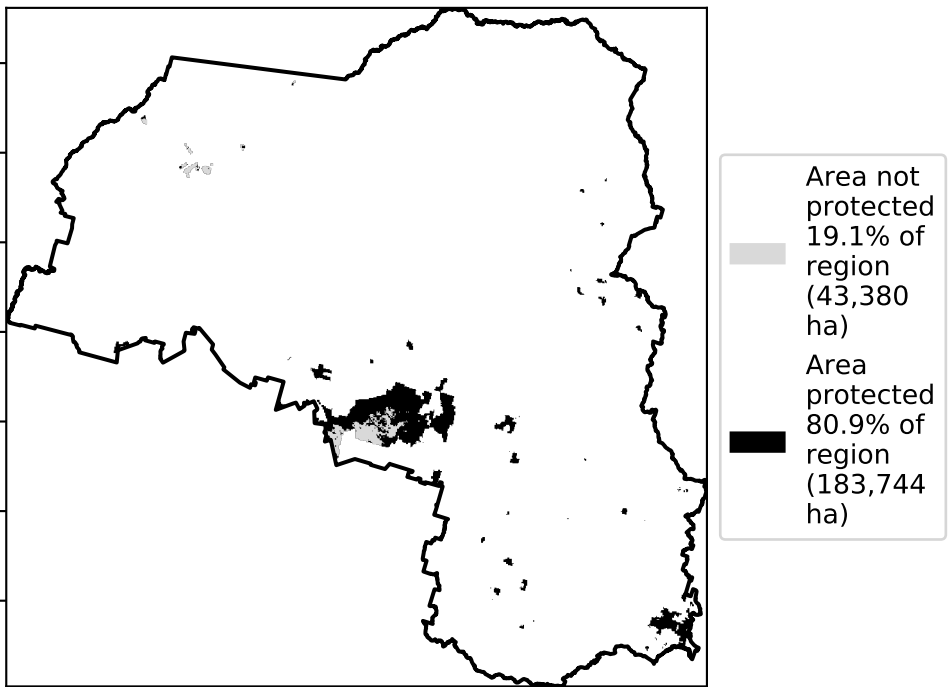 Area not
protected
19.1% of
region
(43,380
ha)
Area
protected
80.9% of
region
(183,744
ha)